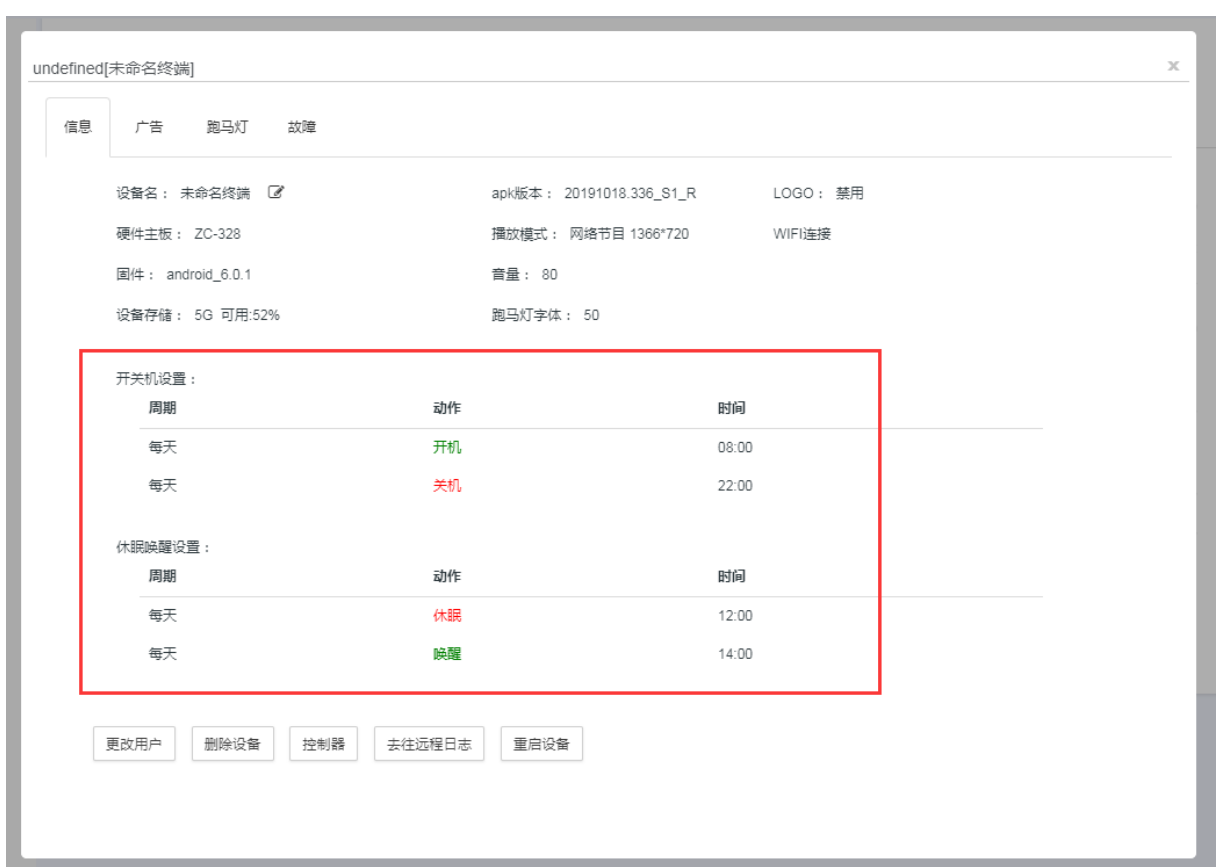 undefined[未命名终端] ×
信息 广告 跑马灯 故障
设备名： 未命名终端 apk版本： 20191018.336_S1_R LOGO： 禁用
硬件主板： ZC-328 播放模式： 网络节目 1366*720 WIFI连接
固件： android_6.0.1 音量： 80
设备存储： 5G 可用:52% 跑马灯字体： 50
开关机设置：
周期 动作 时间
每天 开机 08:00
每天 关机 22:00
休眠唤醒设置：
周期 动作 时间
每天 休眠 12:00
每天 唤醒 14:00
更改用户 删除设备 控制器 去往远程日志 重启设备